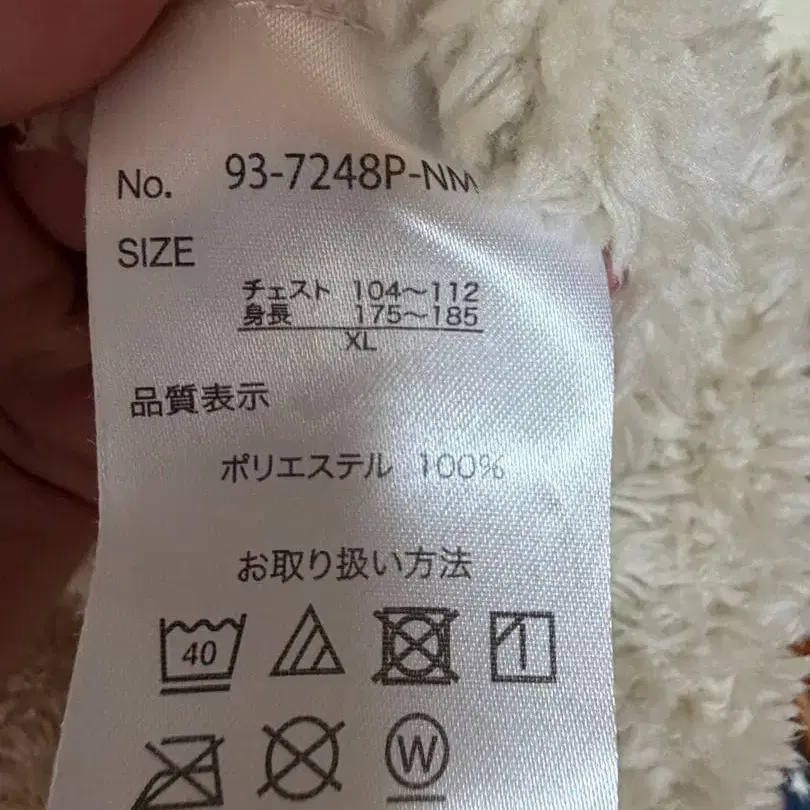 No. 93-7248P-NM
SIZE
チェスト 104～112
身長 175～185
XL
品質表示
ポリエステル 100%
お取り扱い方法
40
W